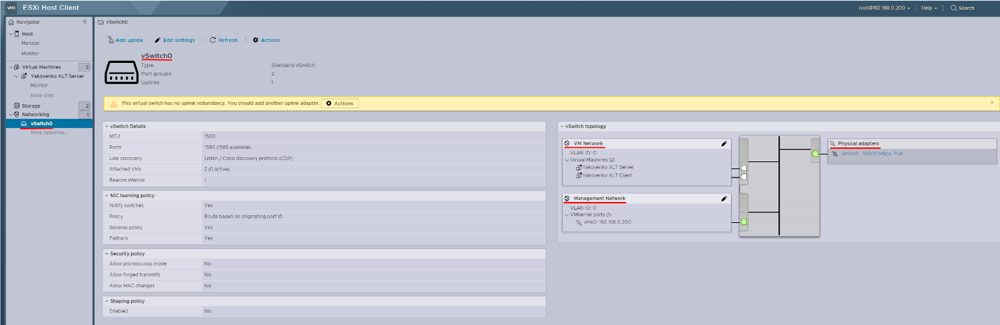 vm ESXi Host Client
root@192.168.0.200
Help
Search
Navigator
Host
Manage
Monitor
Virtual Machines 2
Yakovenko ALT Server
Monitor
More VMs...
Storage 2
Networking 1
vSwitch0
More networks...
vSwitch0
Add uplink
Edit settings
Refresh
Actions
vSwitch0
Type: Standard vSwitch
Port groups: 2
Uplinks: 1
This virtual switch has no uplink redundancy. You should add another uplink adapter. Actions
vSwitch Details
MTU 1500
Ports 1590 (1585 available)
Link discovery Listen / Cisco discovery protocol (CDP)
Attached VMs 2 (0 active)
Beacon interval 1
NIC teaming policy
Notify switches Yes
Policy Route based on originating port ID
Reverse policy Yes
Failback Yes
Security policy
Allow promiscuous mode No
Allow forged transmits No
Allow MAC changes No
Shaping policy
Enabled No
vSwitch topology
VM Network
VLAN ID: 0
Virtual Machines (2)
Yakovenko ALT Server
Yakovenko ALT Client
Management Network
VLAN ID: 0
VMkernel ports (1)
vmk0: 192.168.0.200
Physical adapters
vmnic0 , 10000 Mbps, Full